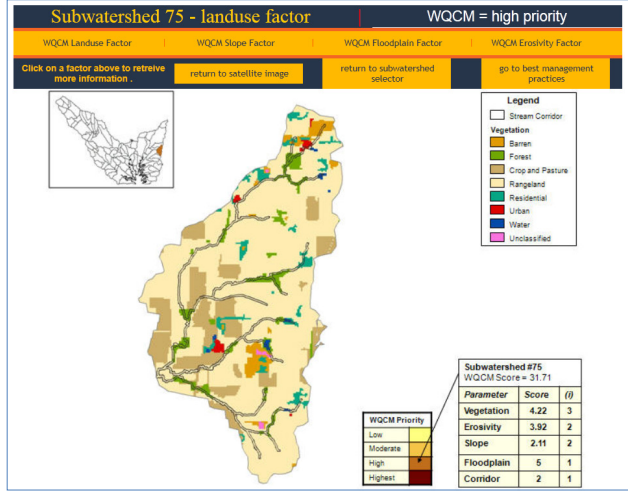 Subwatershed 75 - landuse factor
WQCM = high priority
WQCM Landuse Factor
WQCM Slope Factor
WQCM Floodplain Factor
WQCM Erosivity Factor
Click on a factor above to retreive
more information .
return to satellite image
return to subwatershed
selector
go to best management
practices
Legend
Stream Corridor
Vegetation
Barren
Forest
Crop and Pasture
Rangeland
Residential
Urban
Water
Unclassified
WQCM Priority
Low
Moderate
High
Highest
Subwatershed #75
WQCM Score = 31.71
Parameter Score (i)
Vegetation 4.22 3
Erosivity 3.92 2
Slope 2.11 2
Floodplain 5 1
Corridor 2 1